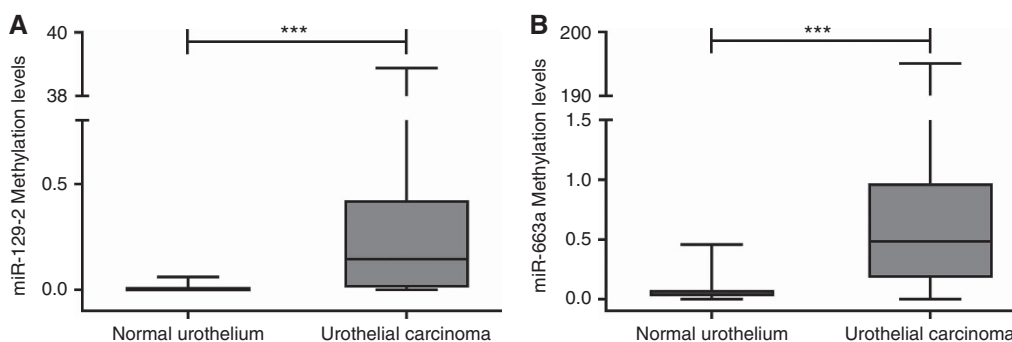 A
miR-129-2 Methylation levels
40
38
0.5
0.0
***
Normal urothelium
Urothelial carcinoma
B
miR-663a Methylation levels
200
190
1.5
1.0
0.5
0.0
***
Normal urothelium
Urothelial carcinoma